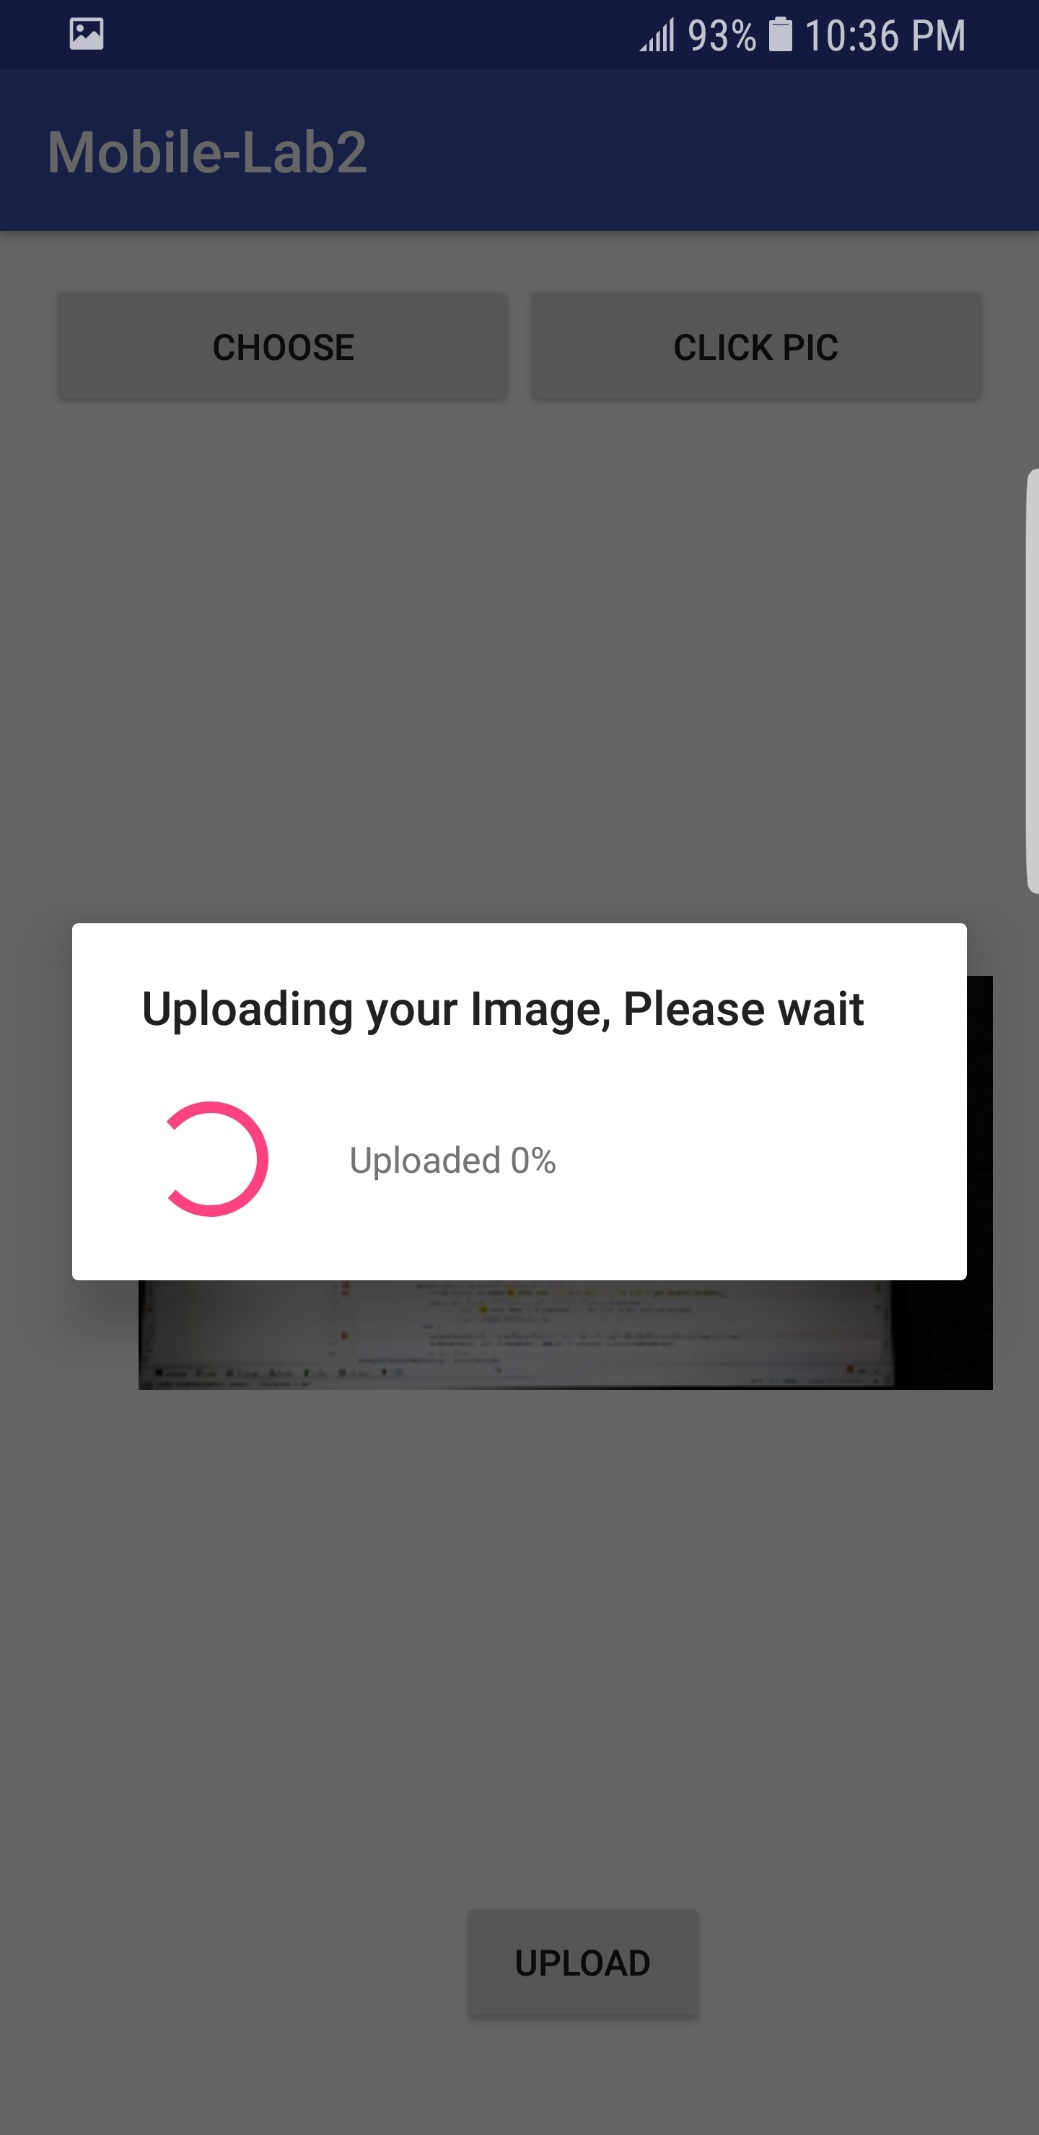 93% 10:36 PM
Mobile-Lab2
CHOOSE CLICK PIC
Uploading your Image, Please wait
Uploaded 0%
UPLOAD